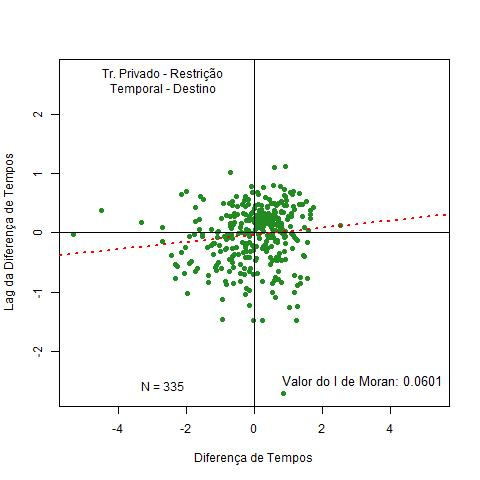 Tr. Privado - Restrição
Temporal - Destino
2
1
0
-1
-2
Lag da Diferença de Tempos
Valor do I de Moran: 0.0601
N = 335
-4
-2
0
2
4
Diferença de Tempos